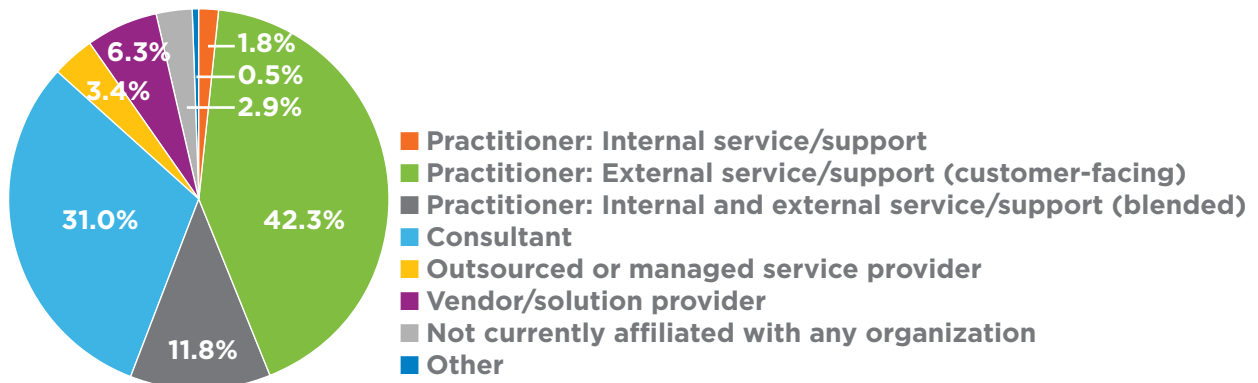 6.3%
1.8%
0.5%
3.4%
2.9%
31.0%
42.3%
11.8%
Practitioner: Internal service/support
Practitioner: External service/support (customer-facing)
Practitioner: Internal and external service/support (blended)
Consultant
Outsourced or managed service provider
Vendor/solution provider
Not currently affiliated with any organization
Other